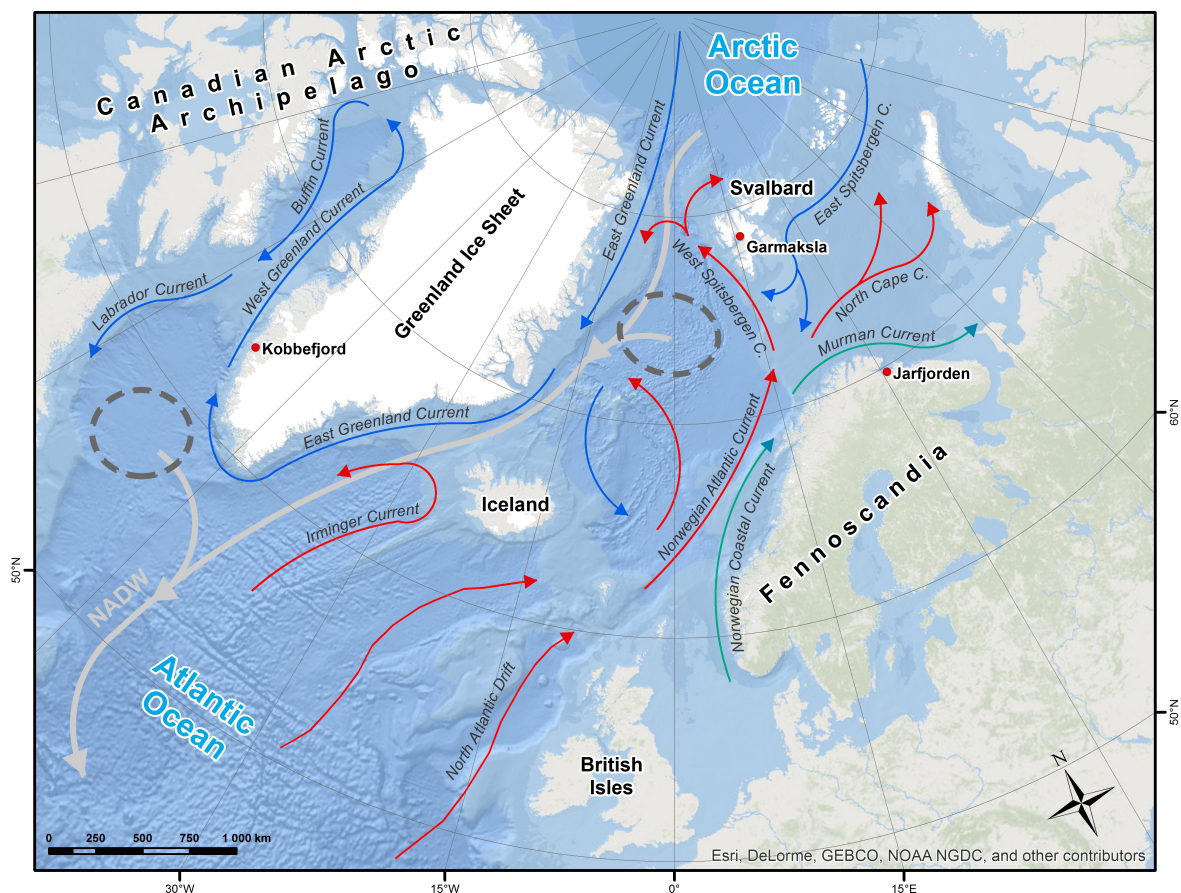 Canadian Arctic
Archipelago
Arctic
Ocean
Buffin Current
West Greenland Current
East Greenland Current
East Spitsbergen C.
Svalbard
Garmaksla
Greenland Ice Sheet
West Spitsbergen C.
North Cape C.
Labrador Current
Kobbefjord
Murman Current
Jarfjorden
East Greenland Current
Norwegian Atlantic Current
Iceland
Irminger Current
Norwegian Coastal Current
Fennoscandia
60°N
50°N
NADW
Atlantic
Ocean
North Atlantic Drift
50°N
British
Isles
N
0 250 500 750 1 000 km
Esri, DeLorme, GEBCO, NOAA NGDC, and other contributors
30°W 15°W 0° 15°E